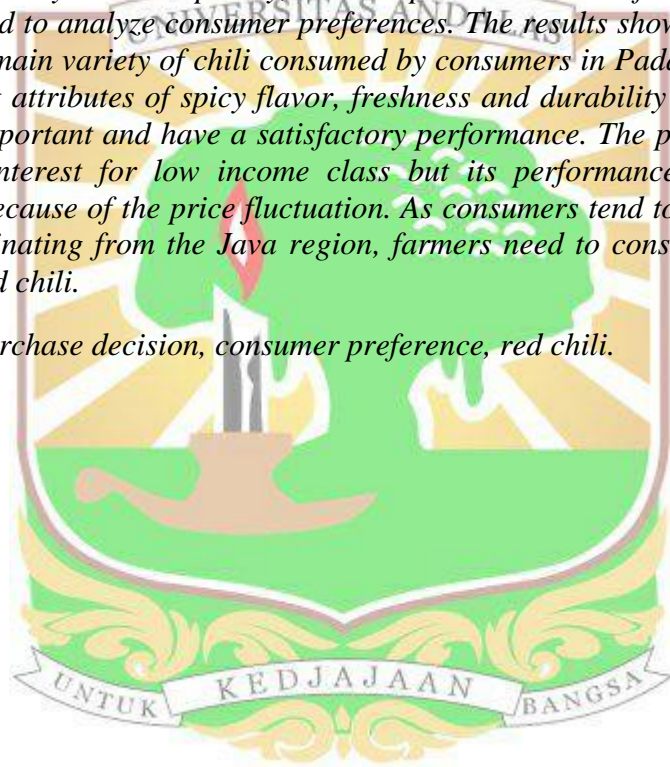 d to analyze consumer preferences. The results show
UNIVERSITAS ANDALAS
main variety of chili consumed by consumers in Pada
t attributes of spicy flavor, freshness and durability
portant and have a satisfactory performance. The p
nterest for low income class but its performance
ecause of the price fluctuation. As consumers tend to
inating from the Java region, farmers need to cons
d chili.
rchase decision, consumer preference, red chili.
UNTUK KEDJAJAAN BANGSA